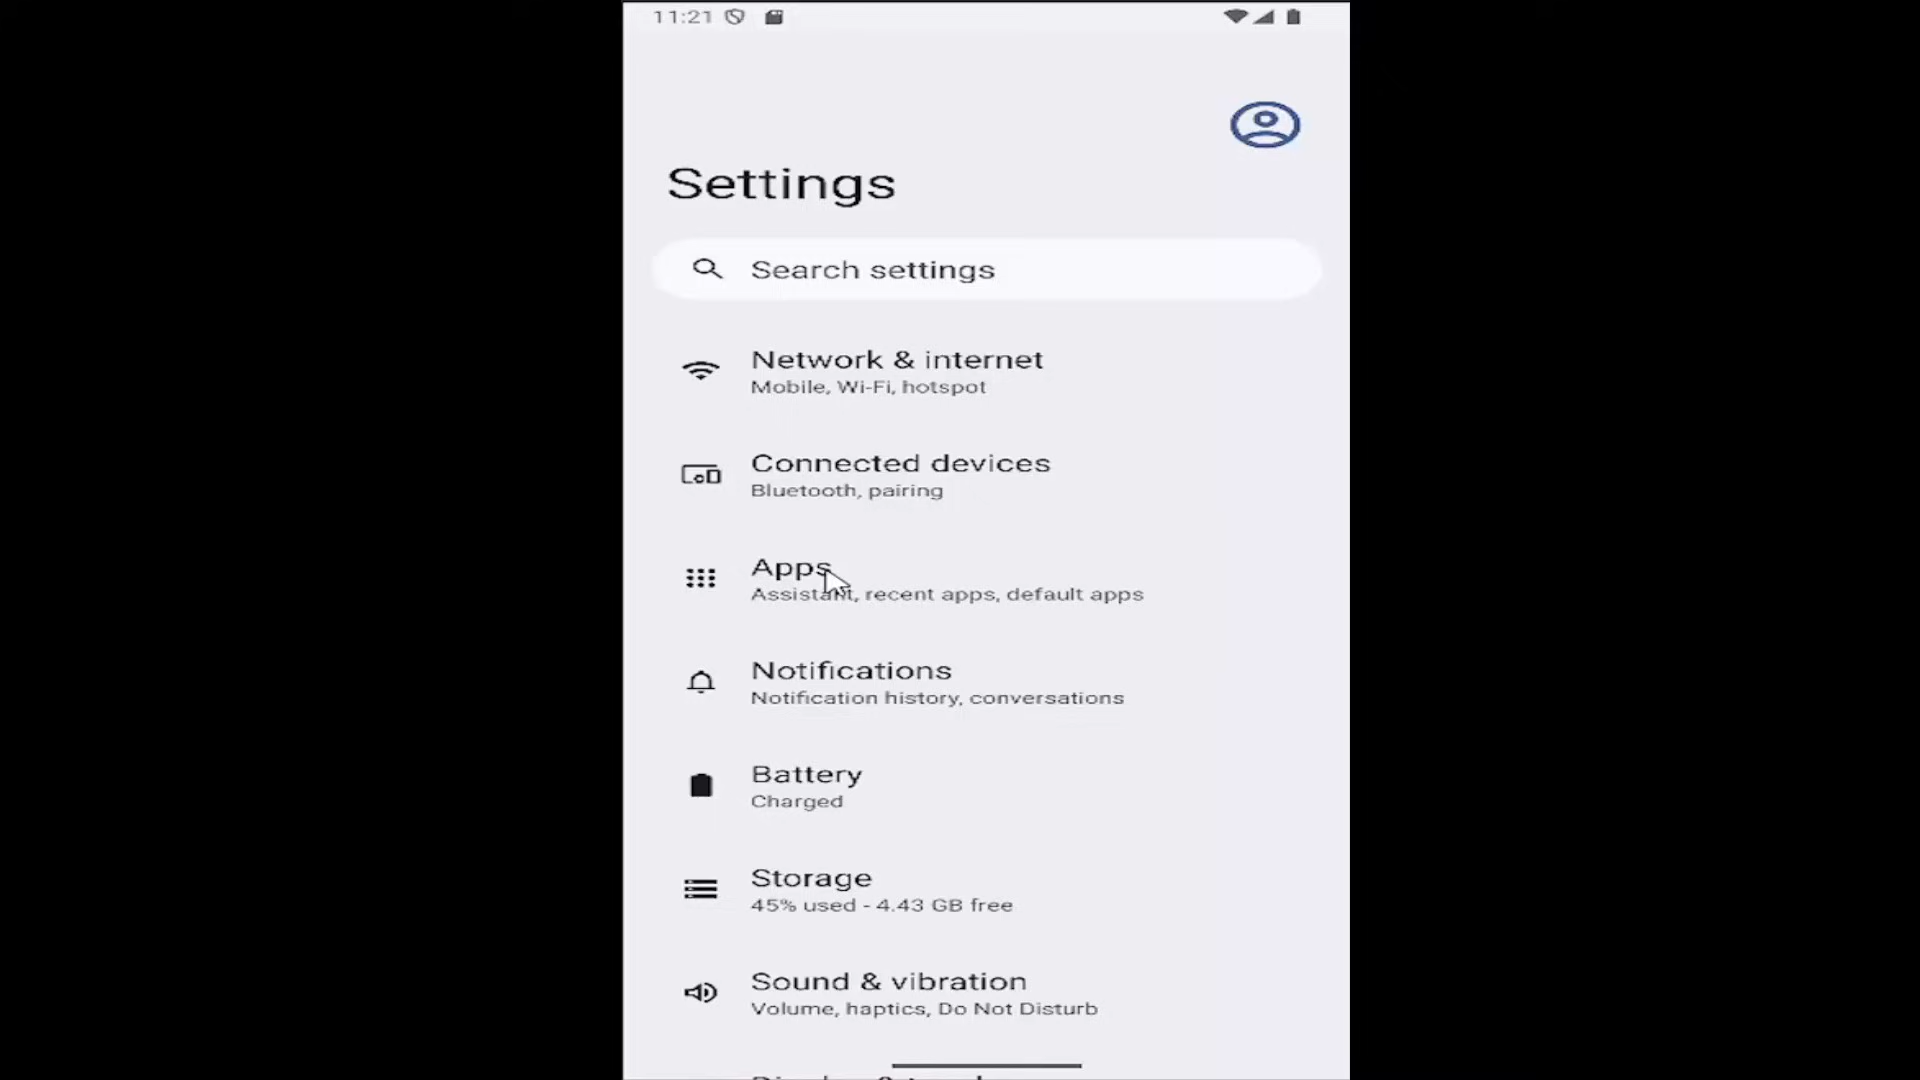 11:21
Settings
Search settings
Network & internet
Mobile, Wi-Fi, hotspot
Connected devices
Bluetooth, pairing
Apps
Assistant, recent apps, default apps
Notifications
Notification history, conversations
Battery
Charged
Storage
45% used - 4.43 GB free
Sound & vibration
Volume, haptics, Do Not Disturb